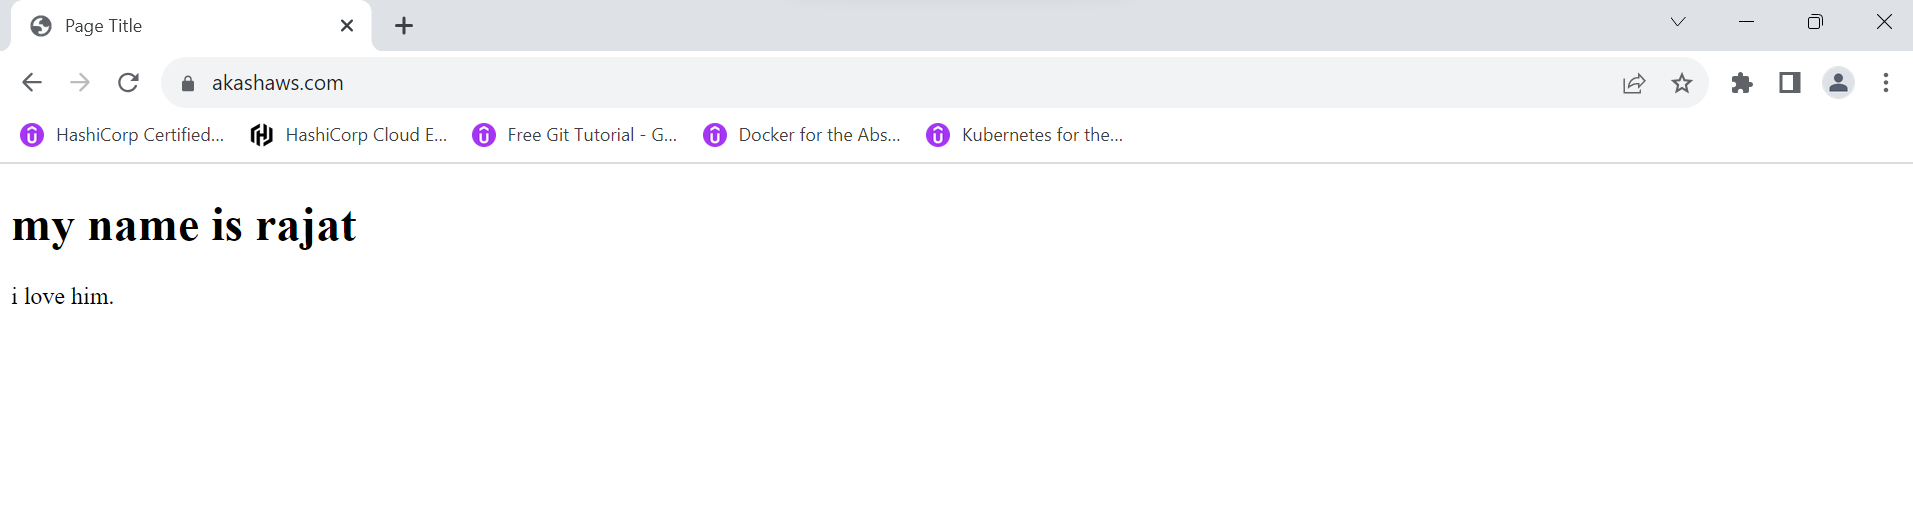 Page Title
akashaws.com
HashiCorp Certified... HashiCorp Cloud E... Free Git Tutorial - G... Docker for the Abs... Kubernetes for the...
my name is rajat
i love him.